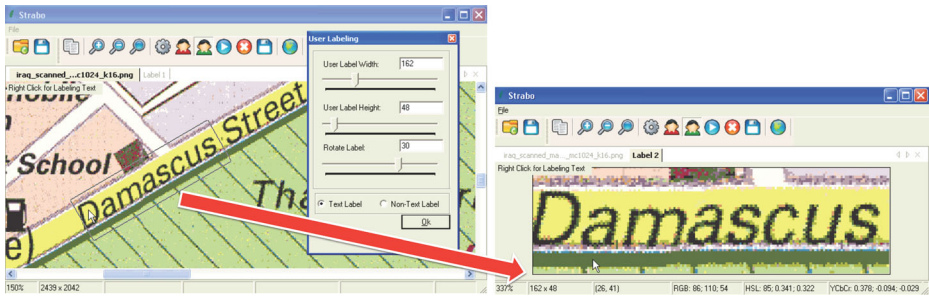 Strabo
File
iraq_scanned_...c1024_k16.png Label 1
Right Click for Labeling Text
School
Damascus Street
Tha
e)
150% 2439 x 2042
User Labeling
User Label Width: 162
User Label Height: 48
Rotate Label: 30
Text Label Non-Text Label
Ok
Strabo
File
iraq_scanned_ma..._mc1024_k16.png Label 2
Right Click for Labeling Text
Damascus
337% 162 x 48 (26, 41) RGB: 86; 110; 54 HSL: 85; 0.341; 0.322 YCbCr: 0.378; -0.094; -0.029